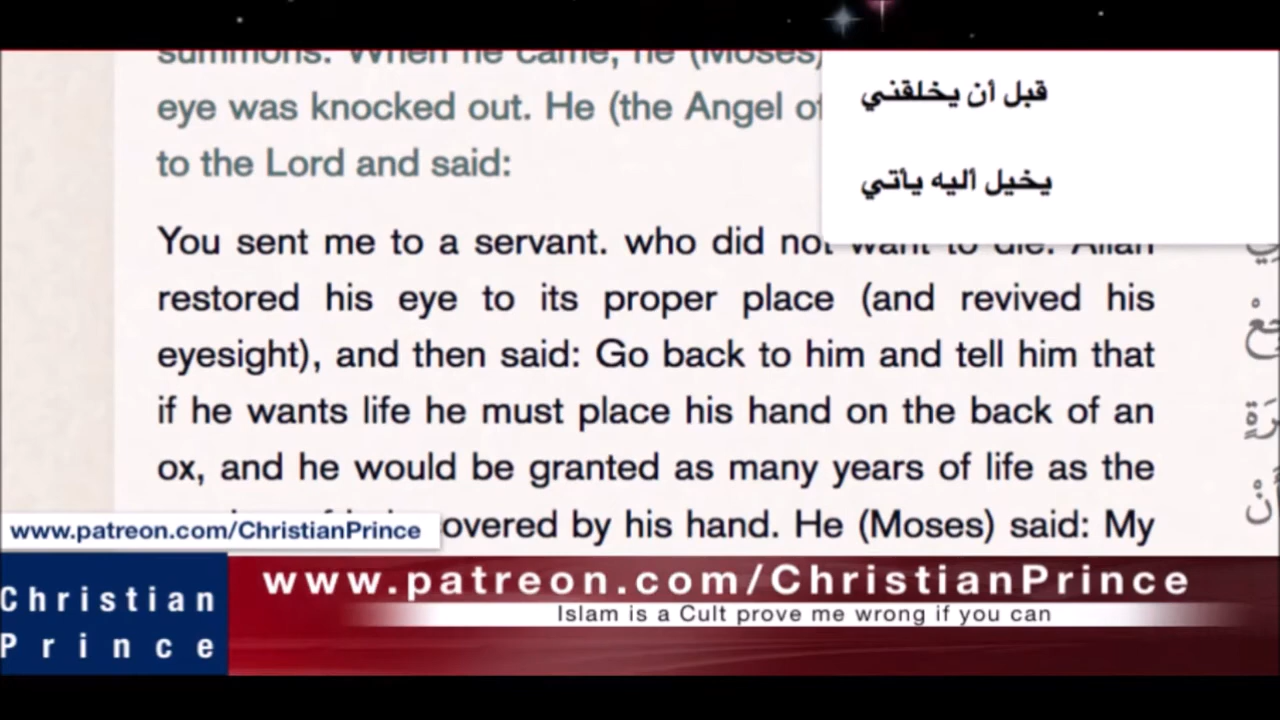 summons. When he came, he (Moses)
eye was knocked out. He (the Angel of
to the Lord and said:
قبل أن يخلقني
يخيل أليه يأتي
You sent me to a servant. who did not want to die. Allah
restored his eye to its proper place (and revived his
eyesight), and then said: Go back to him and tell him that
if he wants life he must place his hand on the back of an
ox, and he would be granted as many years of life as the
covered by his hand. He (Moses) said: My
www.patreon.com/ChristianPrince
www.patreon.com/ChristianPrince
Islam is a Cult prove me wrong if you can
Christian
Prince